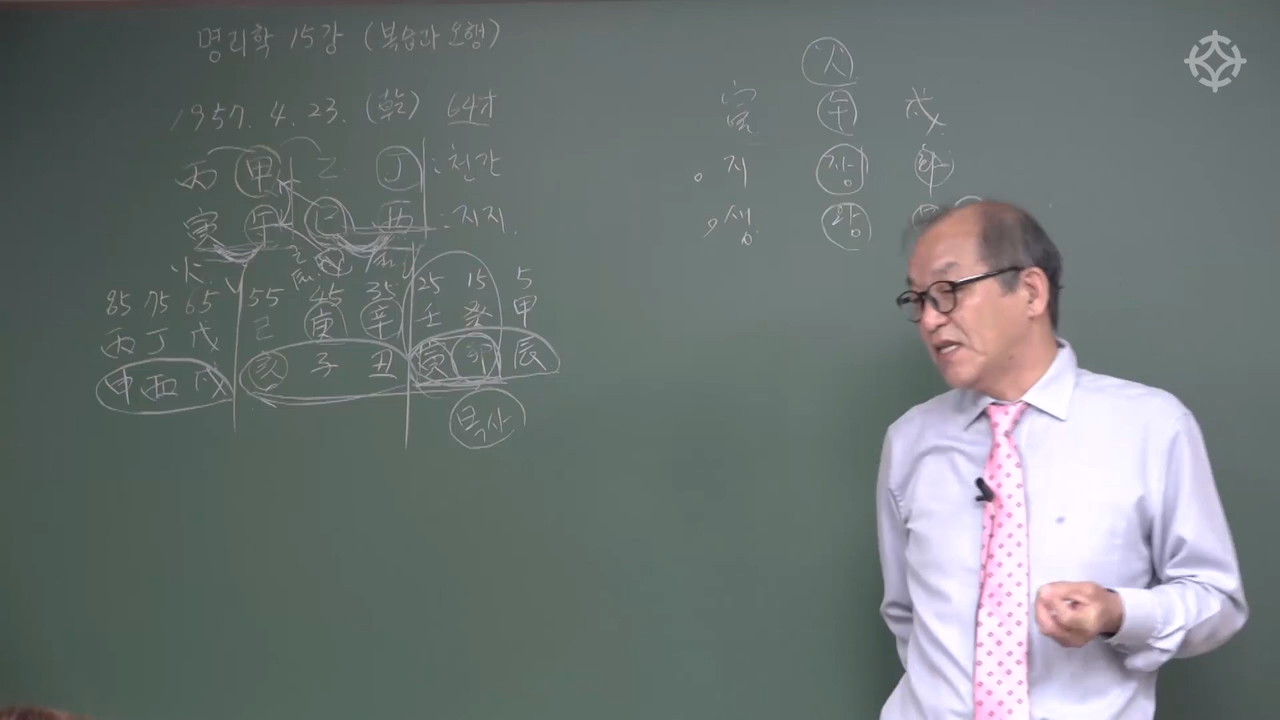 명리학 15강 (복습과 오행)
1957. 4. 23. (乾) 64才
丙 甲 乙 丁 : 천간
寅 午 巳 酉 : 지지
火
85 75 65 55 45 35 25 15 5
丙 丁 戊 己 庚 辛 壬 癸 甲
申 酉 戌 亥 子 丑 寅 卯 辰
목사
火
寅 午 戌
지 장
생 왕